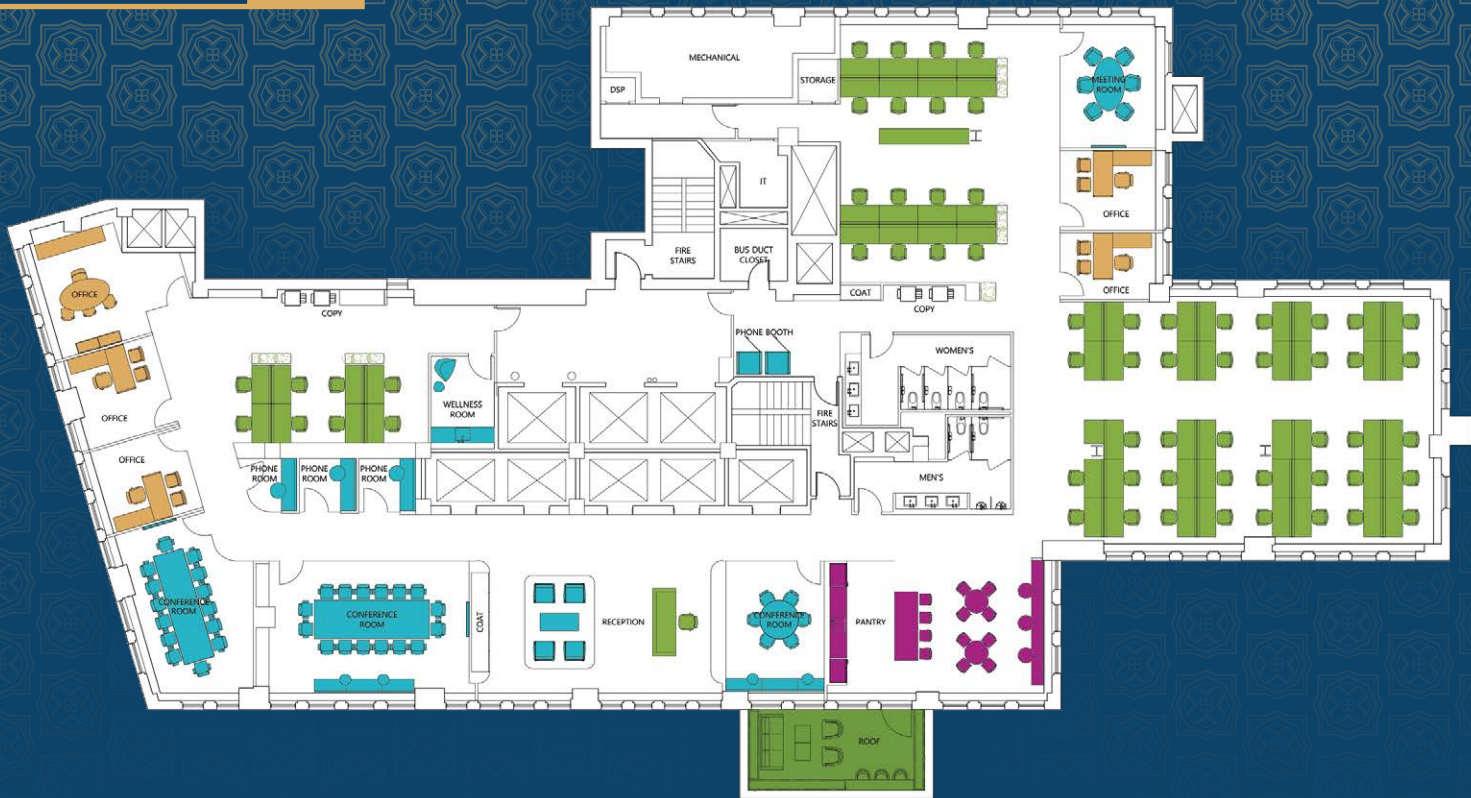 MECHANICAL
DSP
STORAGE
MEETING
ROOM
IT
OFFICE
FIRE
STAIRS
BUS DUCT
CLOSET
OFFICE
OFFICE
COAT
COPY
COPY
PHONE BOOTH
WOMEN'S
WELLNESS
ROOM
FIRE
STAIRS
OFFICE
OFFICE
PHONE
ROOM
PHONE
ROOM
PHONE
ROOM
MEN'S
CONFERENCE
ROOM
CONFERENCE
ROOM
COAT
RECEPTION
CONFERENCE
ROOM
PANTRY
ROOF